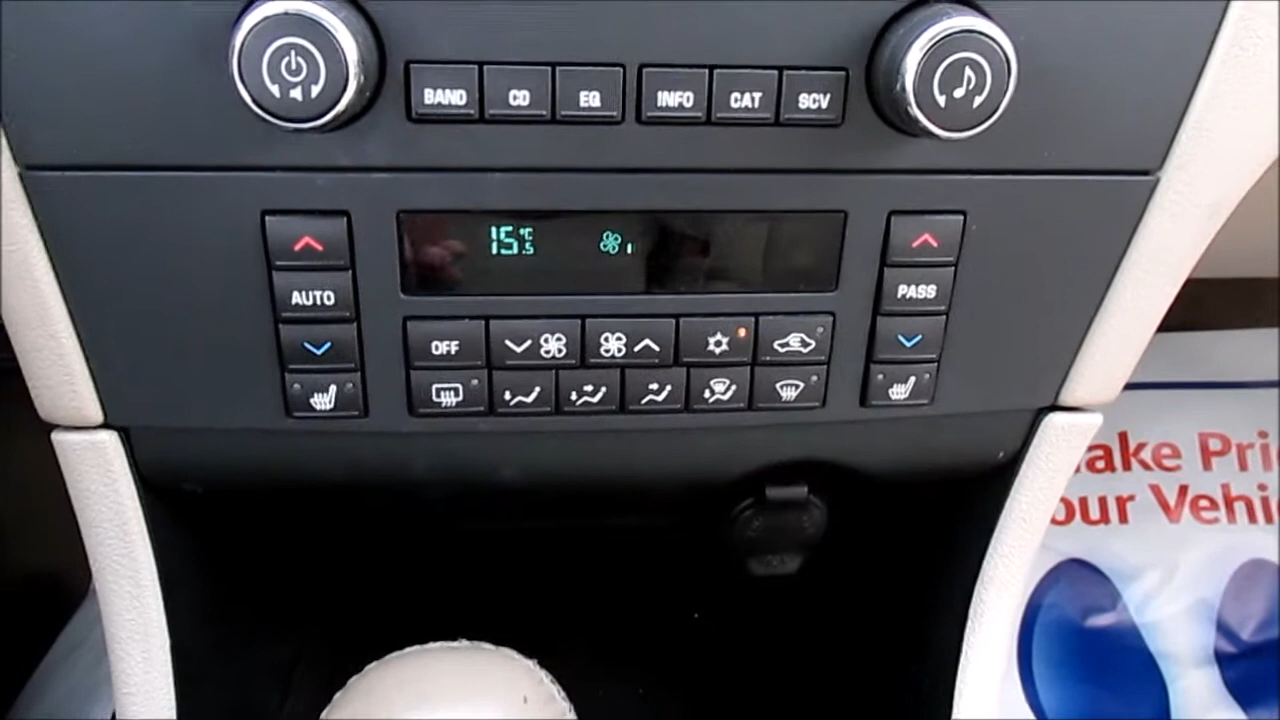 BAND CD EQ INFO CAT SCV
15.5 °C 
AUTO
PASS
OFF
ake Pri
our Vehi